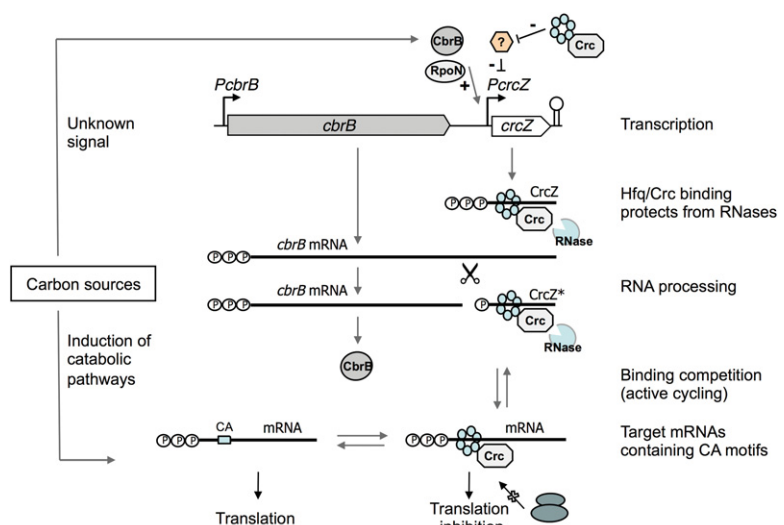 CbrB
?
-
Crc
RpoN
-
+
PcbrB
PcrcZ
Unknown
signal
cbrB
crcZ
Transcription
CrcZ
P P P
Crc
RNase
Hfq/Crc binding
protects from RNases
cbrB mRNA
P P P
Carbon sources
cbrB mRNA
P P P
P
CrcZ*
Crc
RNase
RNA processing
Induction of
catabolic
pathways
CbrB
Binding competition
(active cycling)
CA
mRNA
P P P
mRNA
P P P
Crc
Target mRNAs
containing CA motifs
Translation
Translation
inhibition